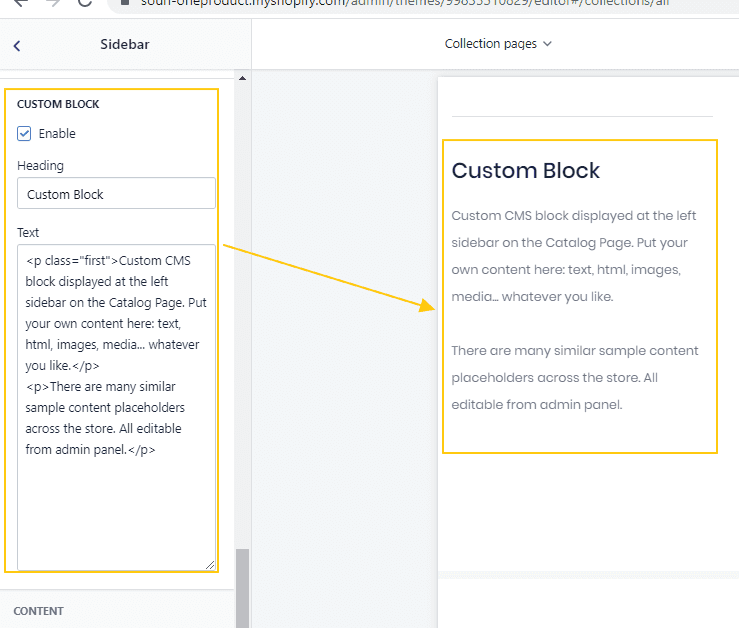 souh-oneproduct.myshopify.com/admin/themes/99835510829/editor#/collections/all
Sidebar
Collection pages
CUSTOM BLOCK
Enable
Heading
Custom Block
Text
<p class="first">Custom CMS
block displayed at the left
sidebar on the Catalog Page. Put
your own content here: text,
html, images, media... whatever
you like.</p>
<p>There are many similar
sample content placeholders
across the store. All editable
from admin panel.</p>
CONTENT
Custom Block
Custom CMS block displayed at the left
sidebar on the Catalog Page. Put your
own content here: text, html, images,
media... whatever you like.
There are many similar sample content
placeholders across the store. All
editable from admin panel.